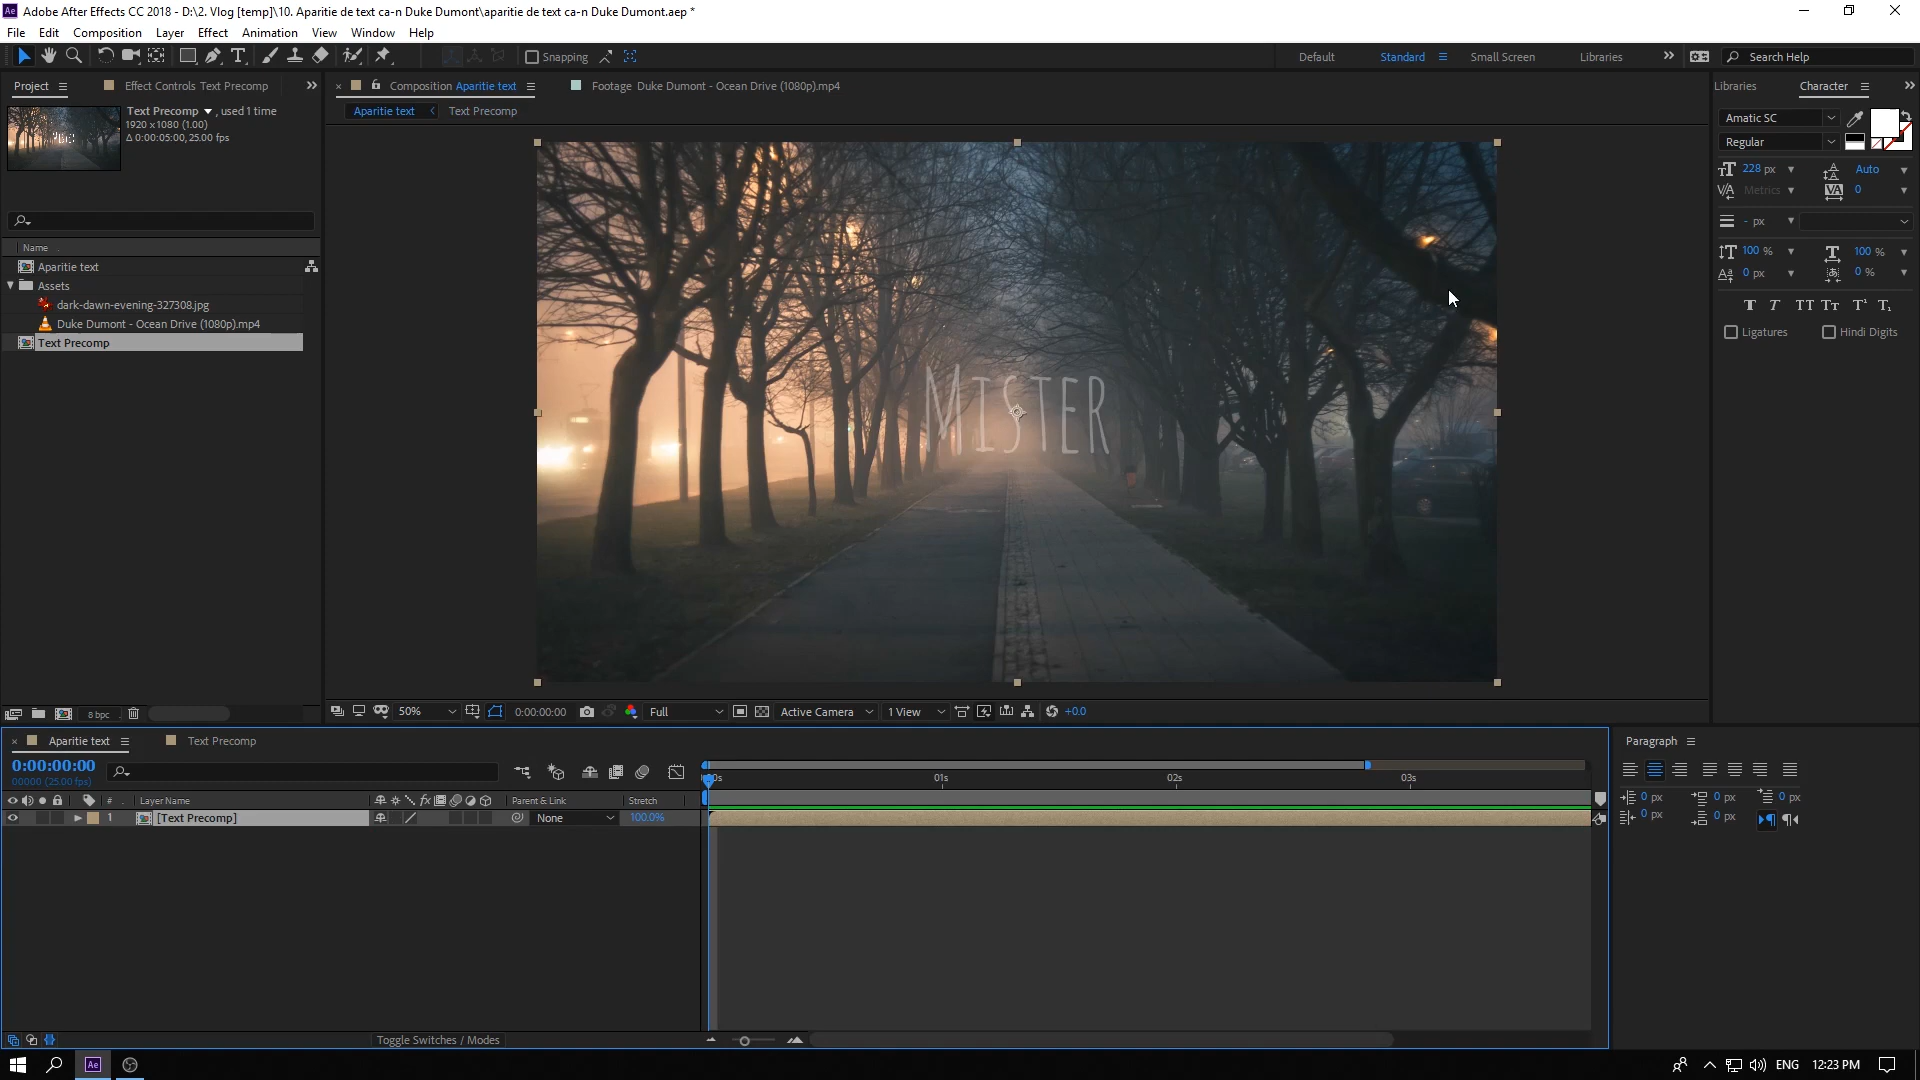 Adobe After Effects CC 2018 - D:\2. Vlog [temp]\10. Aparitie de text ca-n Duke Dumont\aparitie de text ca-n Duke Dumont.aep *
File Edit Composition Layer Effect Animation View Window Help
Snapping Default Standard Small Screen Libraries Search Help
Project Effect Controls Text Precomp Composition Aparitie text Footage Duke Dumont - Ocean Drive (1080p).mp4 Libraries Character
Text Precomp , used 1 time
1920 x 1080 (1.00)
Δ 0:00:05:00, 25.00 fps
Aparitie text Text Precomp
Amatic SC
Regular
228 px Auto
Metrics 0
- px
100 % 100 %
0 px 0 %
T T TT Tt T¹ T₁
Ligatures Hindi Digits
Name
Aparitie text
Assets
dark-dawn-evening-327308.jpg
Duke Dumont - Ocean Drive (1080p).mp4
Text Precomp
MISTER
8 bpc 50% 0:00:00:00 Full Active Camera 1 View +0.0
Aparitie text Text Precomp
0:00:00:00
00000 (25.00 fps)
01s 02s 03s
# Layer Name Parent & Link Stretch
1 [Text Precomp] None 100.0%
Toggle Switches / Modes
Paragraph
0 px 0 px 0 px
0 px 0 px
ENG 12:23 PM